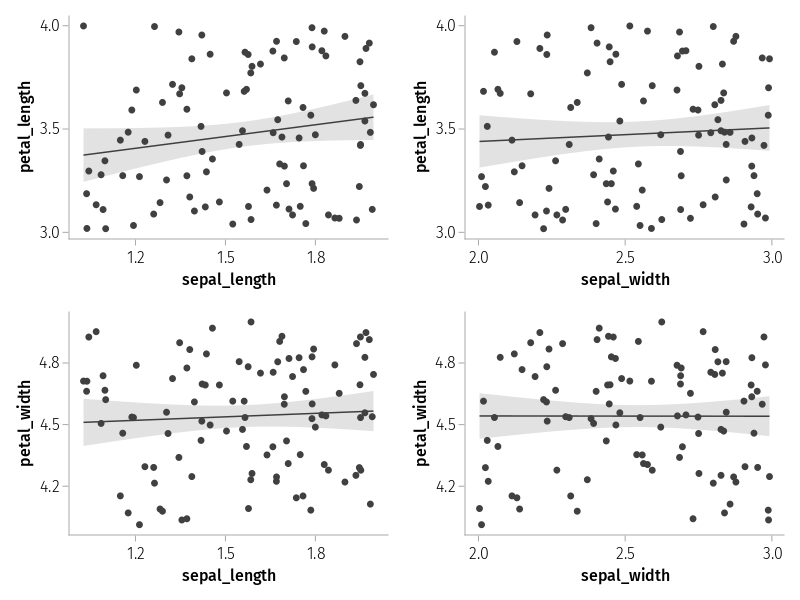 4.0
3.5
3.0
petal_length
1.2 1.5 1.8
sepal_length
4.0
3.5
3.0
petal_length
2.0 2.5 3.0
sepal_width
4.8
4.5
4.2
petal_width
1.2 1.5 1.8
sepal_length
4.8
4.5
4.2
petal_width
2.0 2.5 3.0
sepal_width